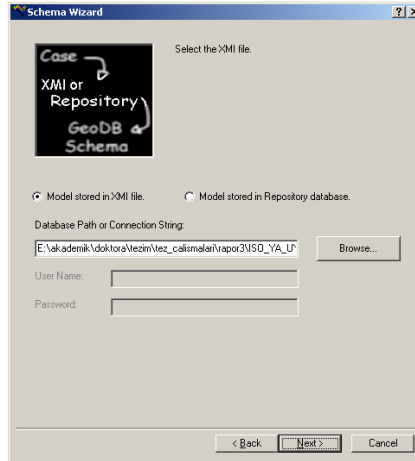 Schema Wizard
Select the XMI file.
Case
XMI or
Repository
GeoDB
Schema
Model stored in XMI file.
Model stored in Repository database.
Database Path or Connection String:
E:\akademik\doktora\tezim\tez_calismalari\rapor3\ISO_YA_U
Browse...
User Name:
Password:
< Back
Next >
Cancel